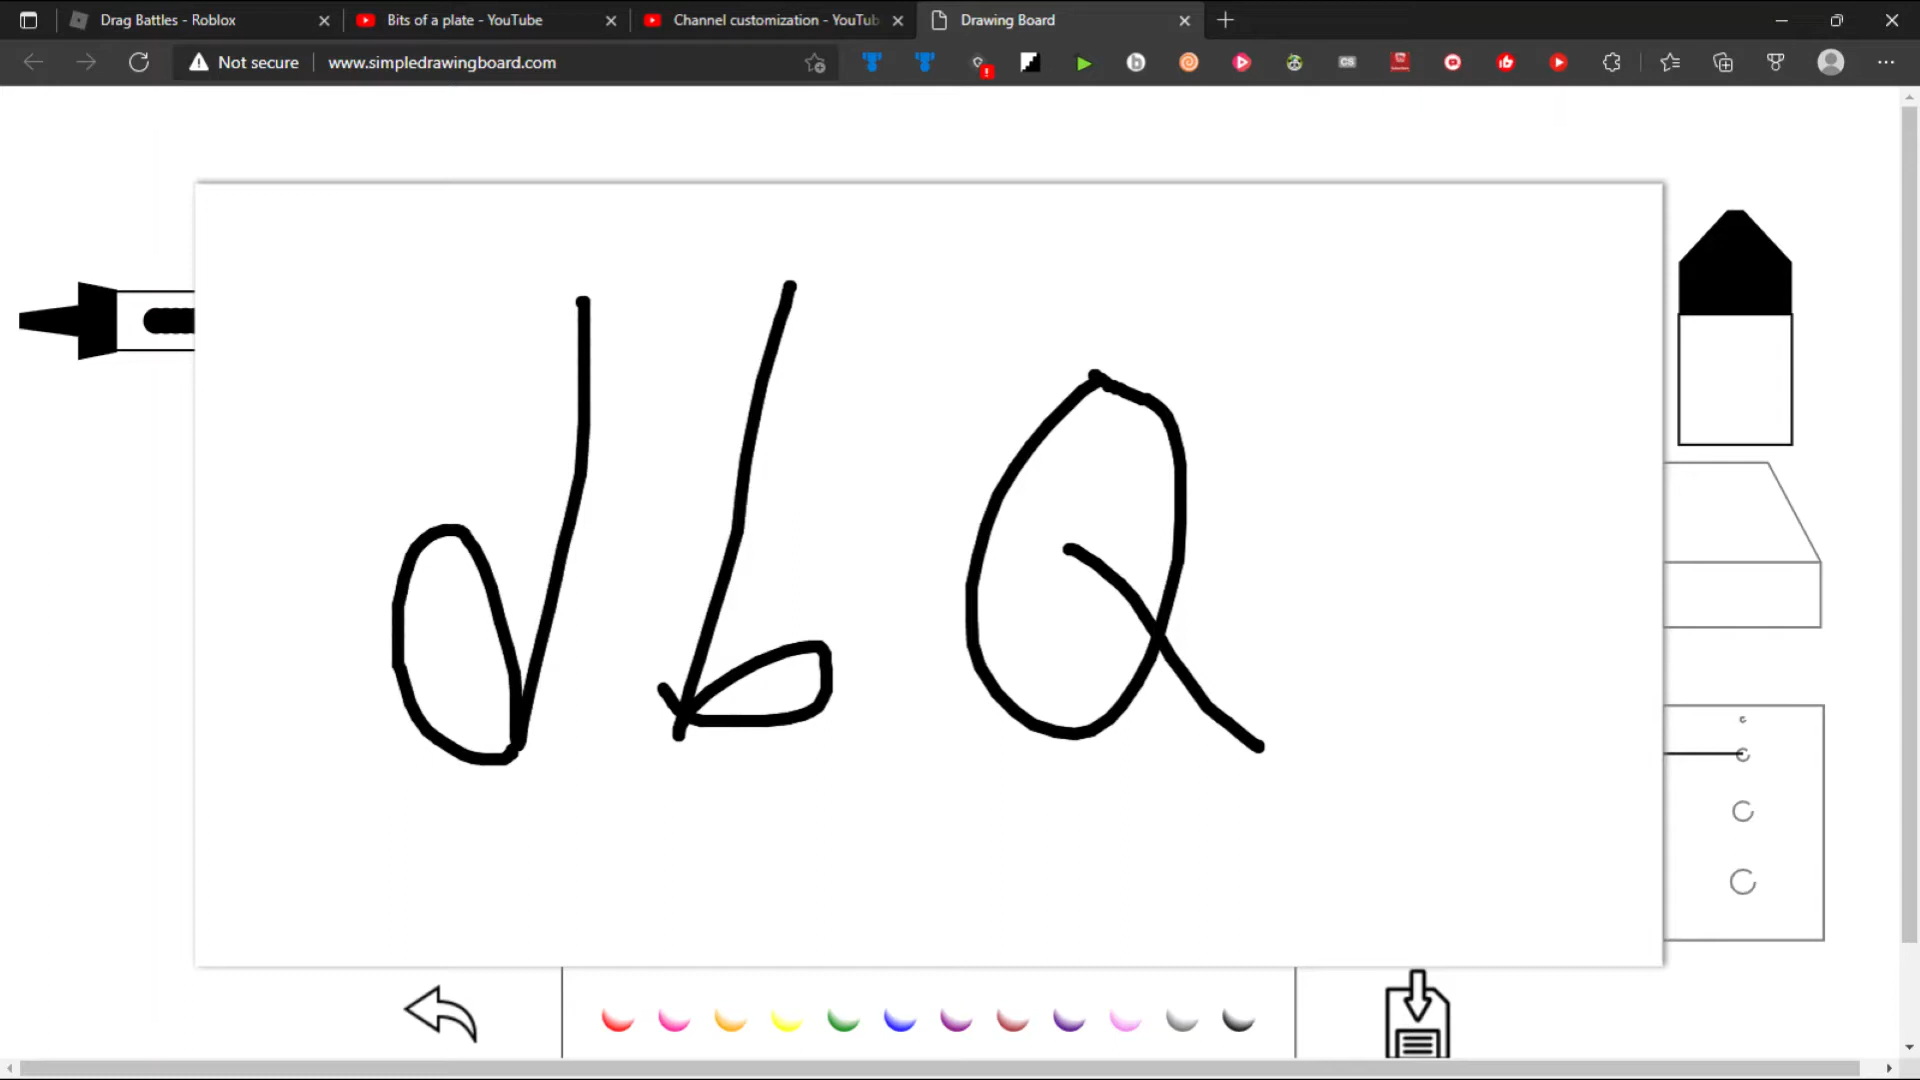 Drag Battles - Roblox
Bits of a plate - YouTube
Channel customization - YouTub
Drawing Board
Not secure
www.simpledrawingboard.com
dbQ